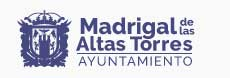 Madrigal de las
Altas Torres
AYUNTAMIENTO